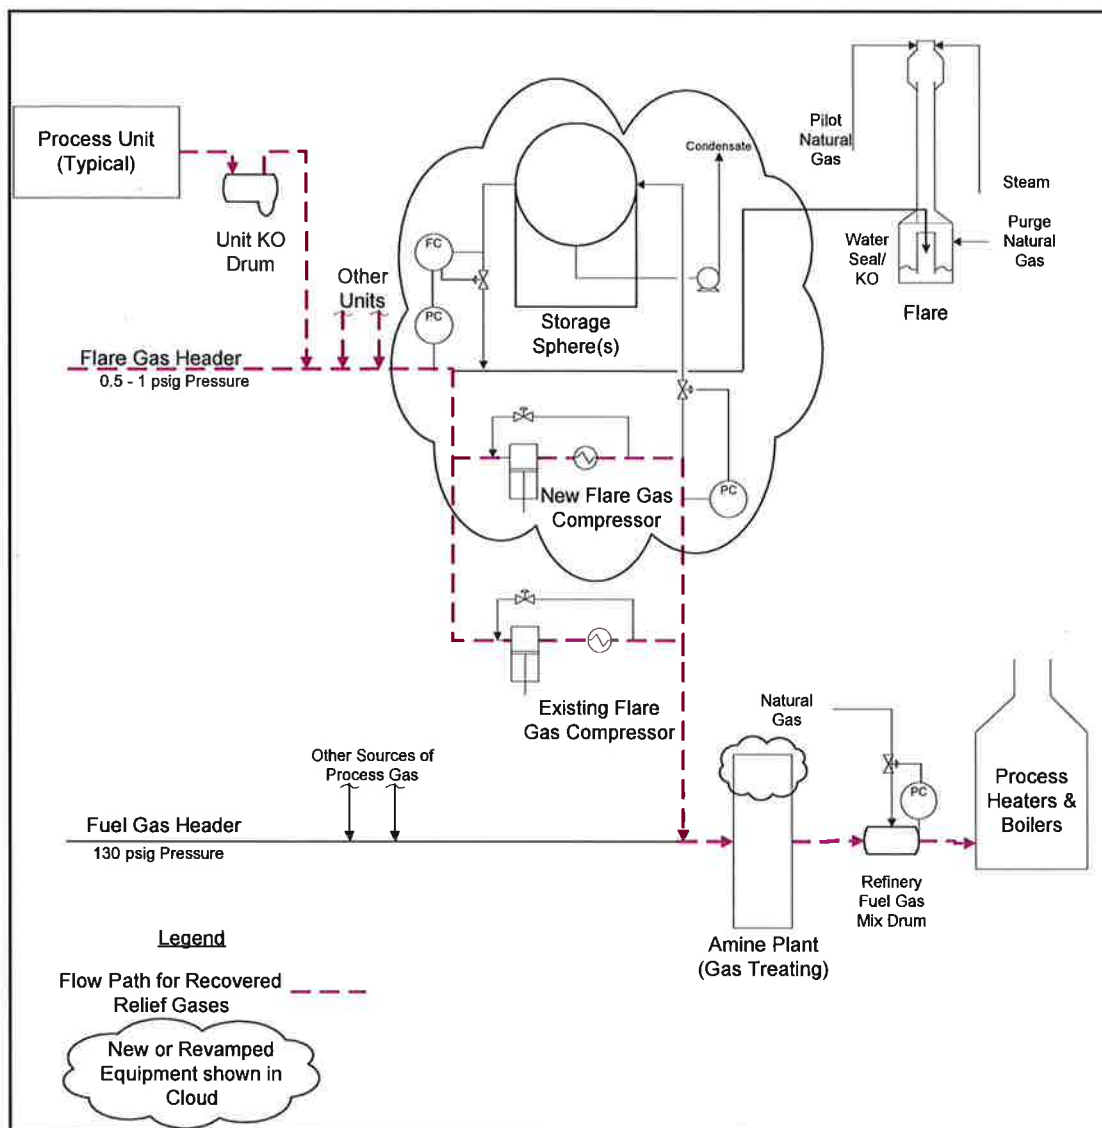 Process Unit
(Typical)
Unit KO
Drum
Other
Units
Flare Gas Header
0.5 - 1 psig Pressure
FC
PC
Condensate
Storage
Sphere(s)
Pilot
Natural
Gas
Steam
Water
Seal/
KO
Purge
Natural
Gas
Flare
New Flare Gas
Compressor
PC
Existing Flare
Gas Compressor
Other Sources of
Process Gas
Fuel Gas Header
130 psig Pressure
Natural
Gas
PC
Process
Heaters &
Boilers
Refinery
Fuel Gas
Mix Drum
Amine Plant
(Gas Treating)
Legend
Flow Path for Recovered
Relief Gases
New or Revamped
Equipment shown in
Cloud